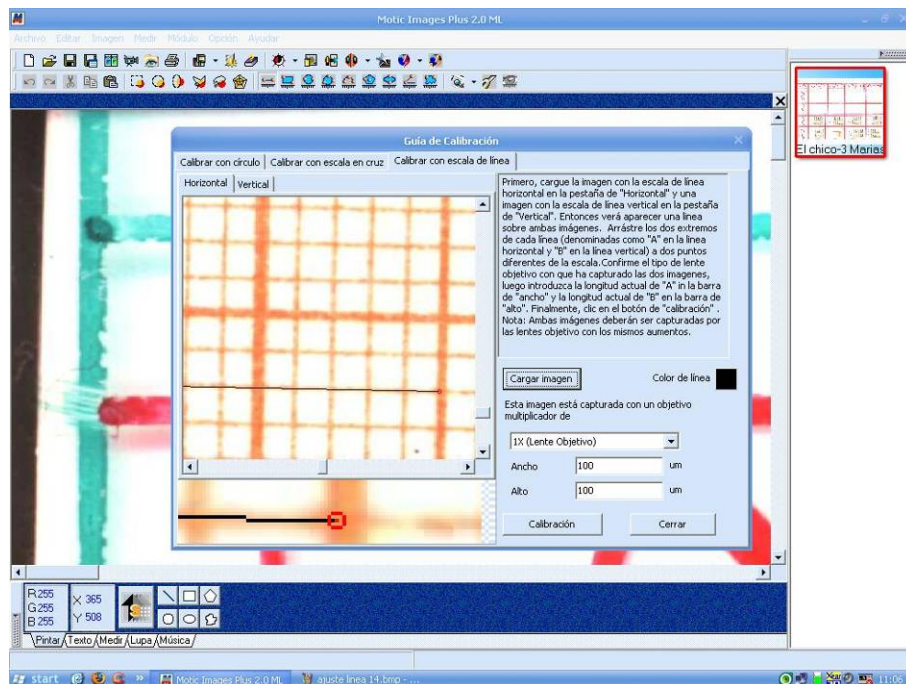 Motic Images Plus 2.0 ML
Archivo Editar Imagen Medir Módulo Opción Ayudar
El chico-3 Marias
Guía de Calibración
Calibrar con círculo
Calibrar con escala en cruz
Calibrar con escala de línea
Horizontal
Vertical
Primero, cargue la imagen con la escala de línea
horizontal en la pestaña de "Horizontal" y una
imagen con la escala de línea vertical en la pestaña
de "Vertical". Entonces verá aparecer una línea
sobre ambas imágenes. Arrástre los dos extremos
de cada línea (denominadas como "A" en la linea
horizontal y "B" en la línea vertical) a dos puntos
diferentes de la escala.Confirme el tipo de lente
objetivo con que ha capturado las dos imagenes,
luego introduzca la longitud actual de "A" in la barra
de "ancho" y la longitud actual de "B" en la barra de
"alto". Finalmente, clic en el botón de "calibración" .
Nota: Ambas imágenes deberán ser capturadas por
las lentes objetivo con los mismos aumentos.
Cargar imagen
Color de línea
Esta imagen está capturada con un objetivo
multiplicador de
1X (Lente Objetivo)
Ancho 100 um
Alto 100 um
Calibración
Cerrar
R 255
G 255
B 255
X 365
Y 508
Pintar Texto Medir Lupa Música
start
Motic Images Plus 2.0 ML
ajuste linea 14.bmp - ...
11:06